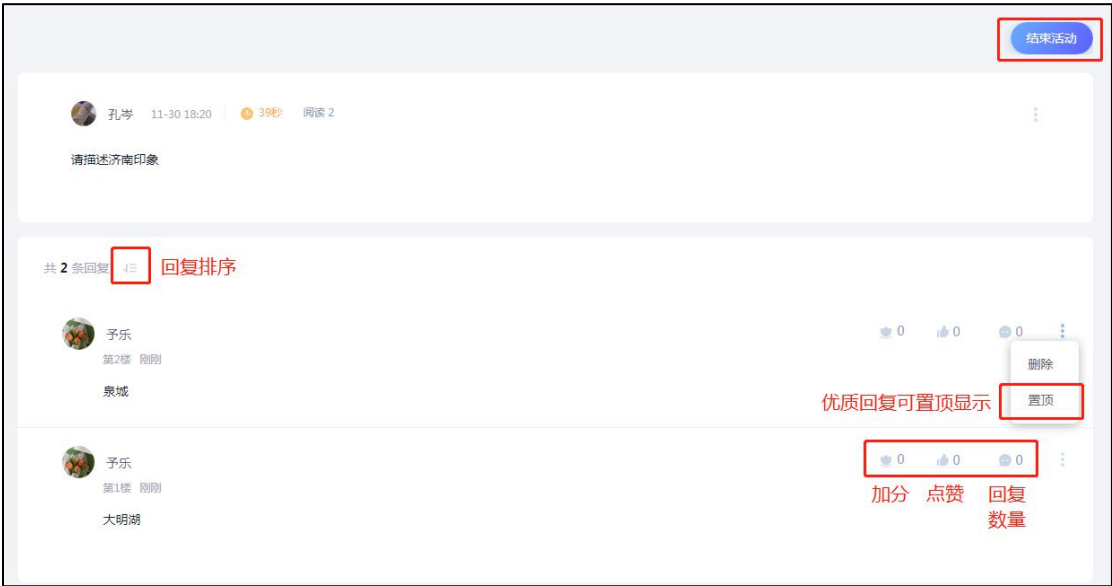 结束活动
孔岑 11-30 18:20 39秒 阅读 2
请描述济南印象
共 2 条回复 回复排序
予乐 0 0 0
第2楼 刚刚
删除
泉城
优质回复可置顶显示 置顶
予乐 0 0 0
第1楼 刚刚
加分 点赞 回复
数量
大明湖